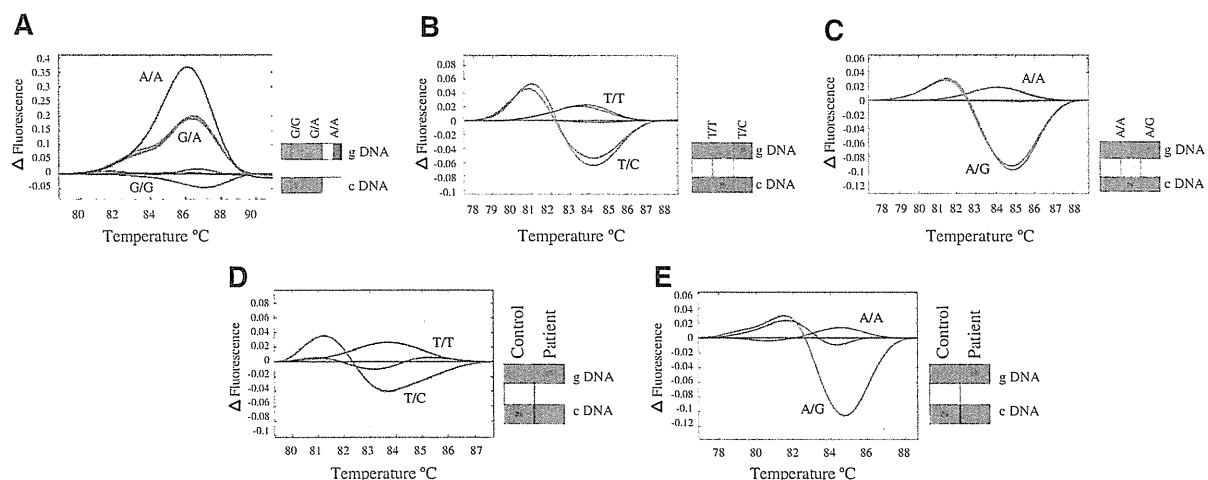 A
Δ Fluorescence
0.4
0.35
0.3
0.25
0.2
0.15
0.1
0.05
0
-0.05
A/A
G/A
G/G
80 82 84 86 88 90
Temperature ºC
G/G G/A A/A
g DNA
c DNA
B
Δ Fluorescence
0.08
0.06
0.04
0.02
0
-0.02
-0.04
-0.06
-0.08
-0.1
T/T
T/C
78 79 80 81 82 83 84 85 86 87 88
Temperature ºC
T/T T/C
g DNA
c DNA
C
Δ Fluorescence
0.06
0.04
0.02
0
-0.02
-0.04
-0.06
-0.08
-0.10
-0.12
A/A
A/G
78 79 80 81 82 83 84 85 86 87 88
Temperature ºC
A/A A/G
g DNA
c DNA
D
Δ Fluorescence
0.08
0.06
0.04
0.02
0
-0.02
-0.04
-0.06
-0.08
-0.1
T/T
T/C
80 81 82 83 84 85 86 87
Temperature ºC
Control Patient
g DNA
c DNA
E
Δ Fluorescence
0.06
0.04
0.02
0
-0.02
-0.04
-0.06
-0.08
-0.1
-0.12
A/A
A/G
78 80 82 84 86 88
Temperature ºC
Control Patient
g DNA
c DNA